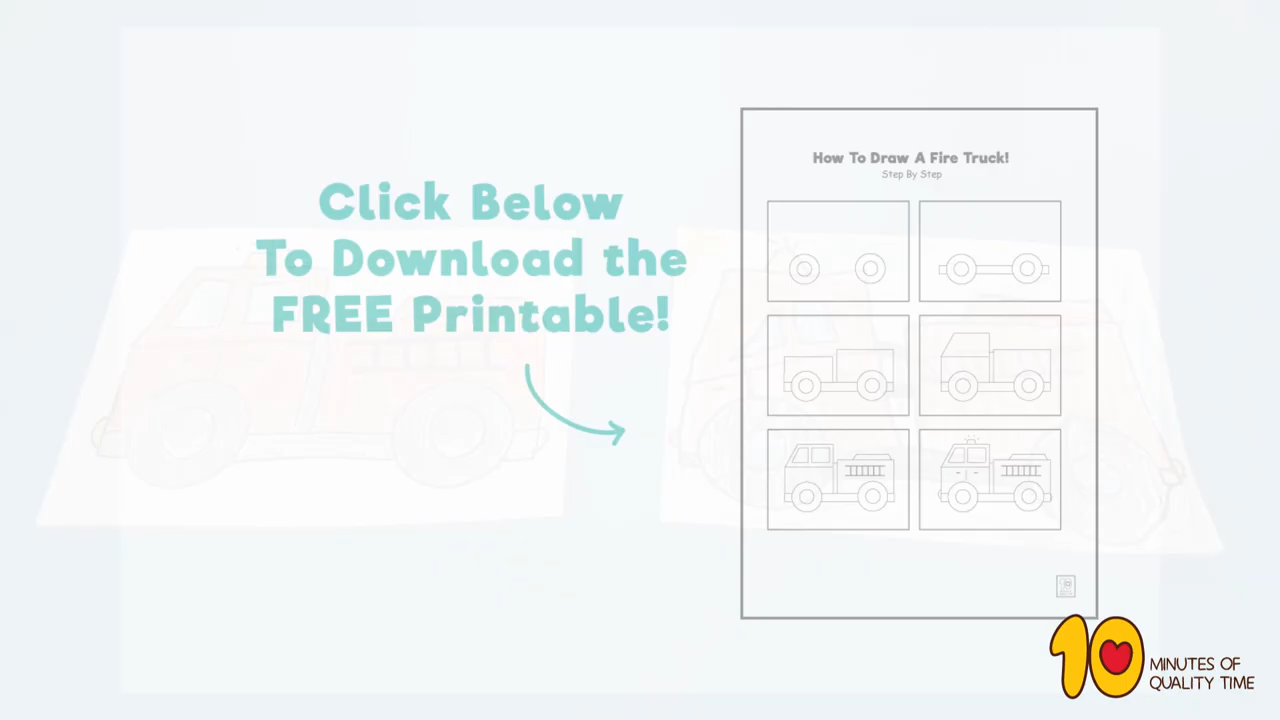 Click Below
To Download the
FREE Printable!
How To Draw A Fire Truck!
Step By Step
10
MINUTES OF
QUALITY TIME